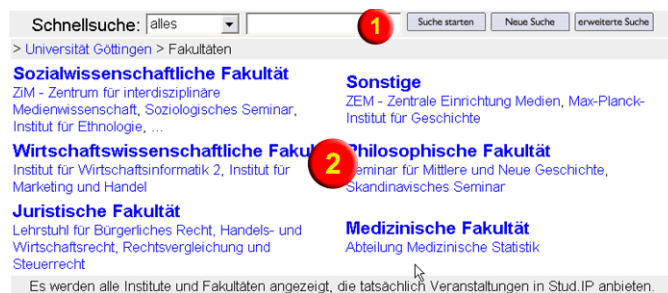 Schnellsuche: alles 1 Suche starten Neue Suche erweiterte Suche
> Universität Göttingen > Fakultäten
Sozialwissenschaftliche Fakultät
ZiM - Zentrum für interdisziplinäre
Medienwissenschaft, Soziologisches Seminar,
Institut für Ethnologie, ...
Sonstige
ZEM - Zentrale Einrichtung Medien, Max-Planck-
Institut für Geschichte
Wirtschaftswissenschaftliche
Institut für Wirtschaftsinformatik 2, Institut für
Marketing und Handel
2
Philosophische Fakultät
Seminar für Mittlere und Neue Geschichte,
Skandinavisches Seminar
Juristische Fakultät
Lehrstuhl für Bürgerliches Recht, Handels- und
Wirtschaftsrecht, Rechtsvergleichung und
Steuerrecht
Medizinische Fakultät
Abteilung Medizinische Statistik
Es werden alle Institute und Fakultäten angezeigt, die tatsächlich Veranstaltungen in Stud.IP anbieten.